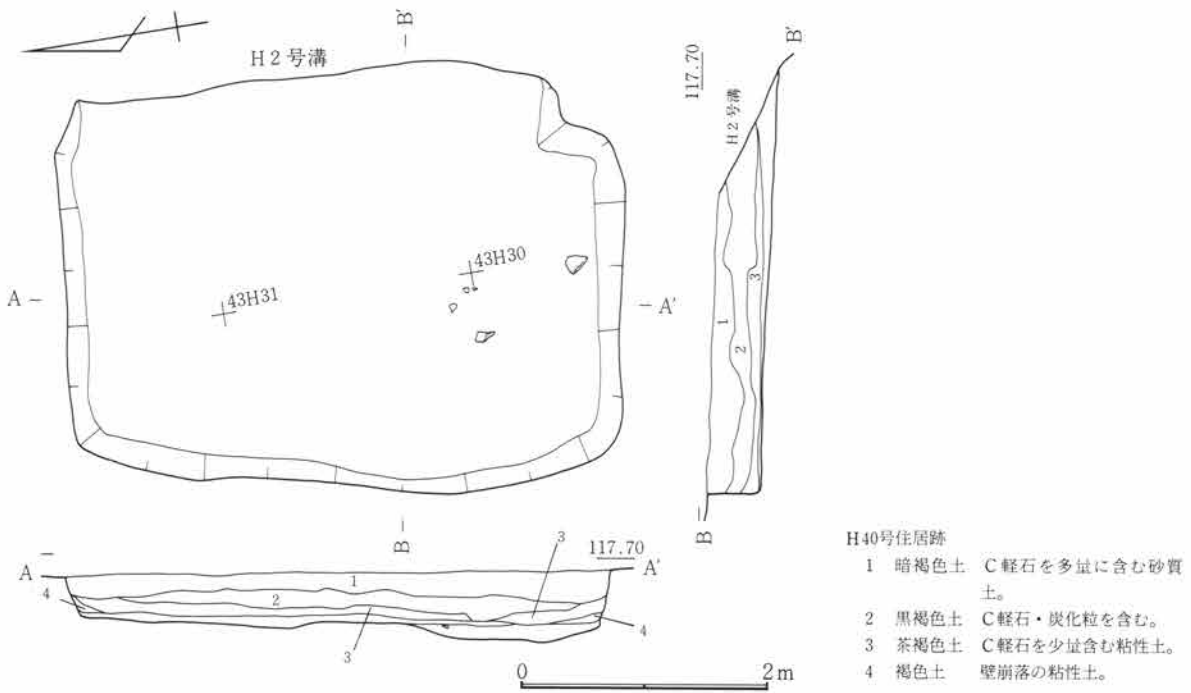 B'
H2号溝
43H30
43H31
A
A'
B
117.70
B'
H2号溝
3
1
2
B
A
117.70
A'
1
2
3
3
4
4
0
2m
H40号住居跡
1 暗褐色土 C軽石を多量に含む砂質
土。
2 黒褐色土 C軽石・炭化粒を含む。
3 茶褐色土 C軽石を少量含む粘性土。
4 褐色土 壁崩落の粘性土。